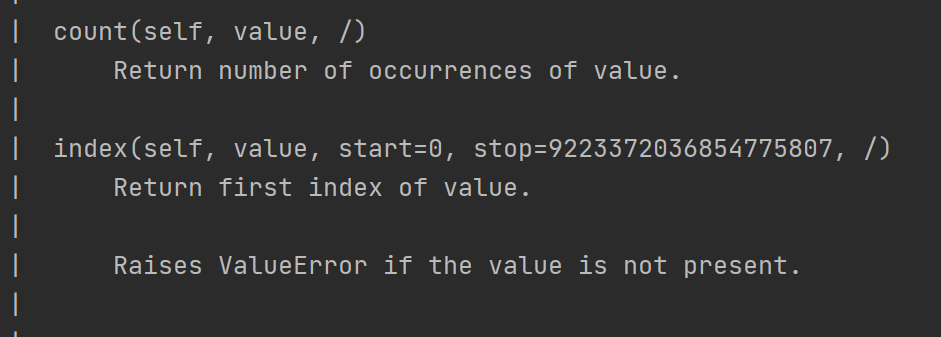 |
|  count(self, value, /)
|      Return number of occurrences of value.
|
|  index(self, value, start=0, stop=9223372036854775807, /)
|      Return first index of value.
|
|      Raises ValueError if the value is not present.
|
|